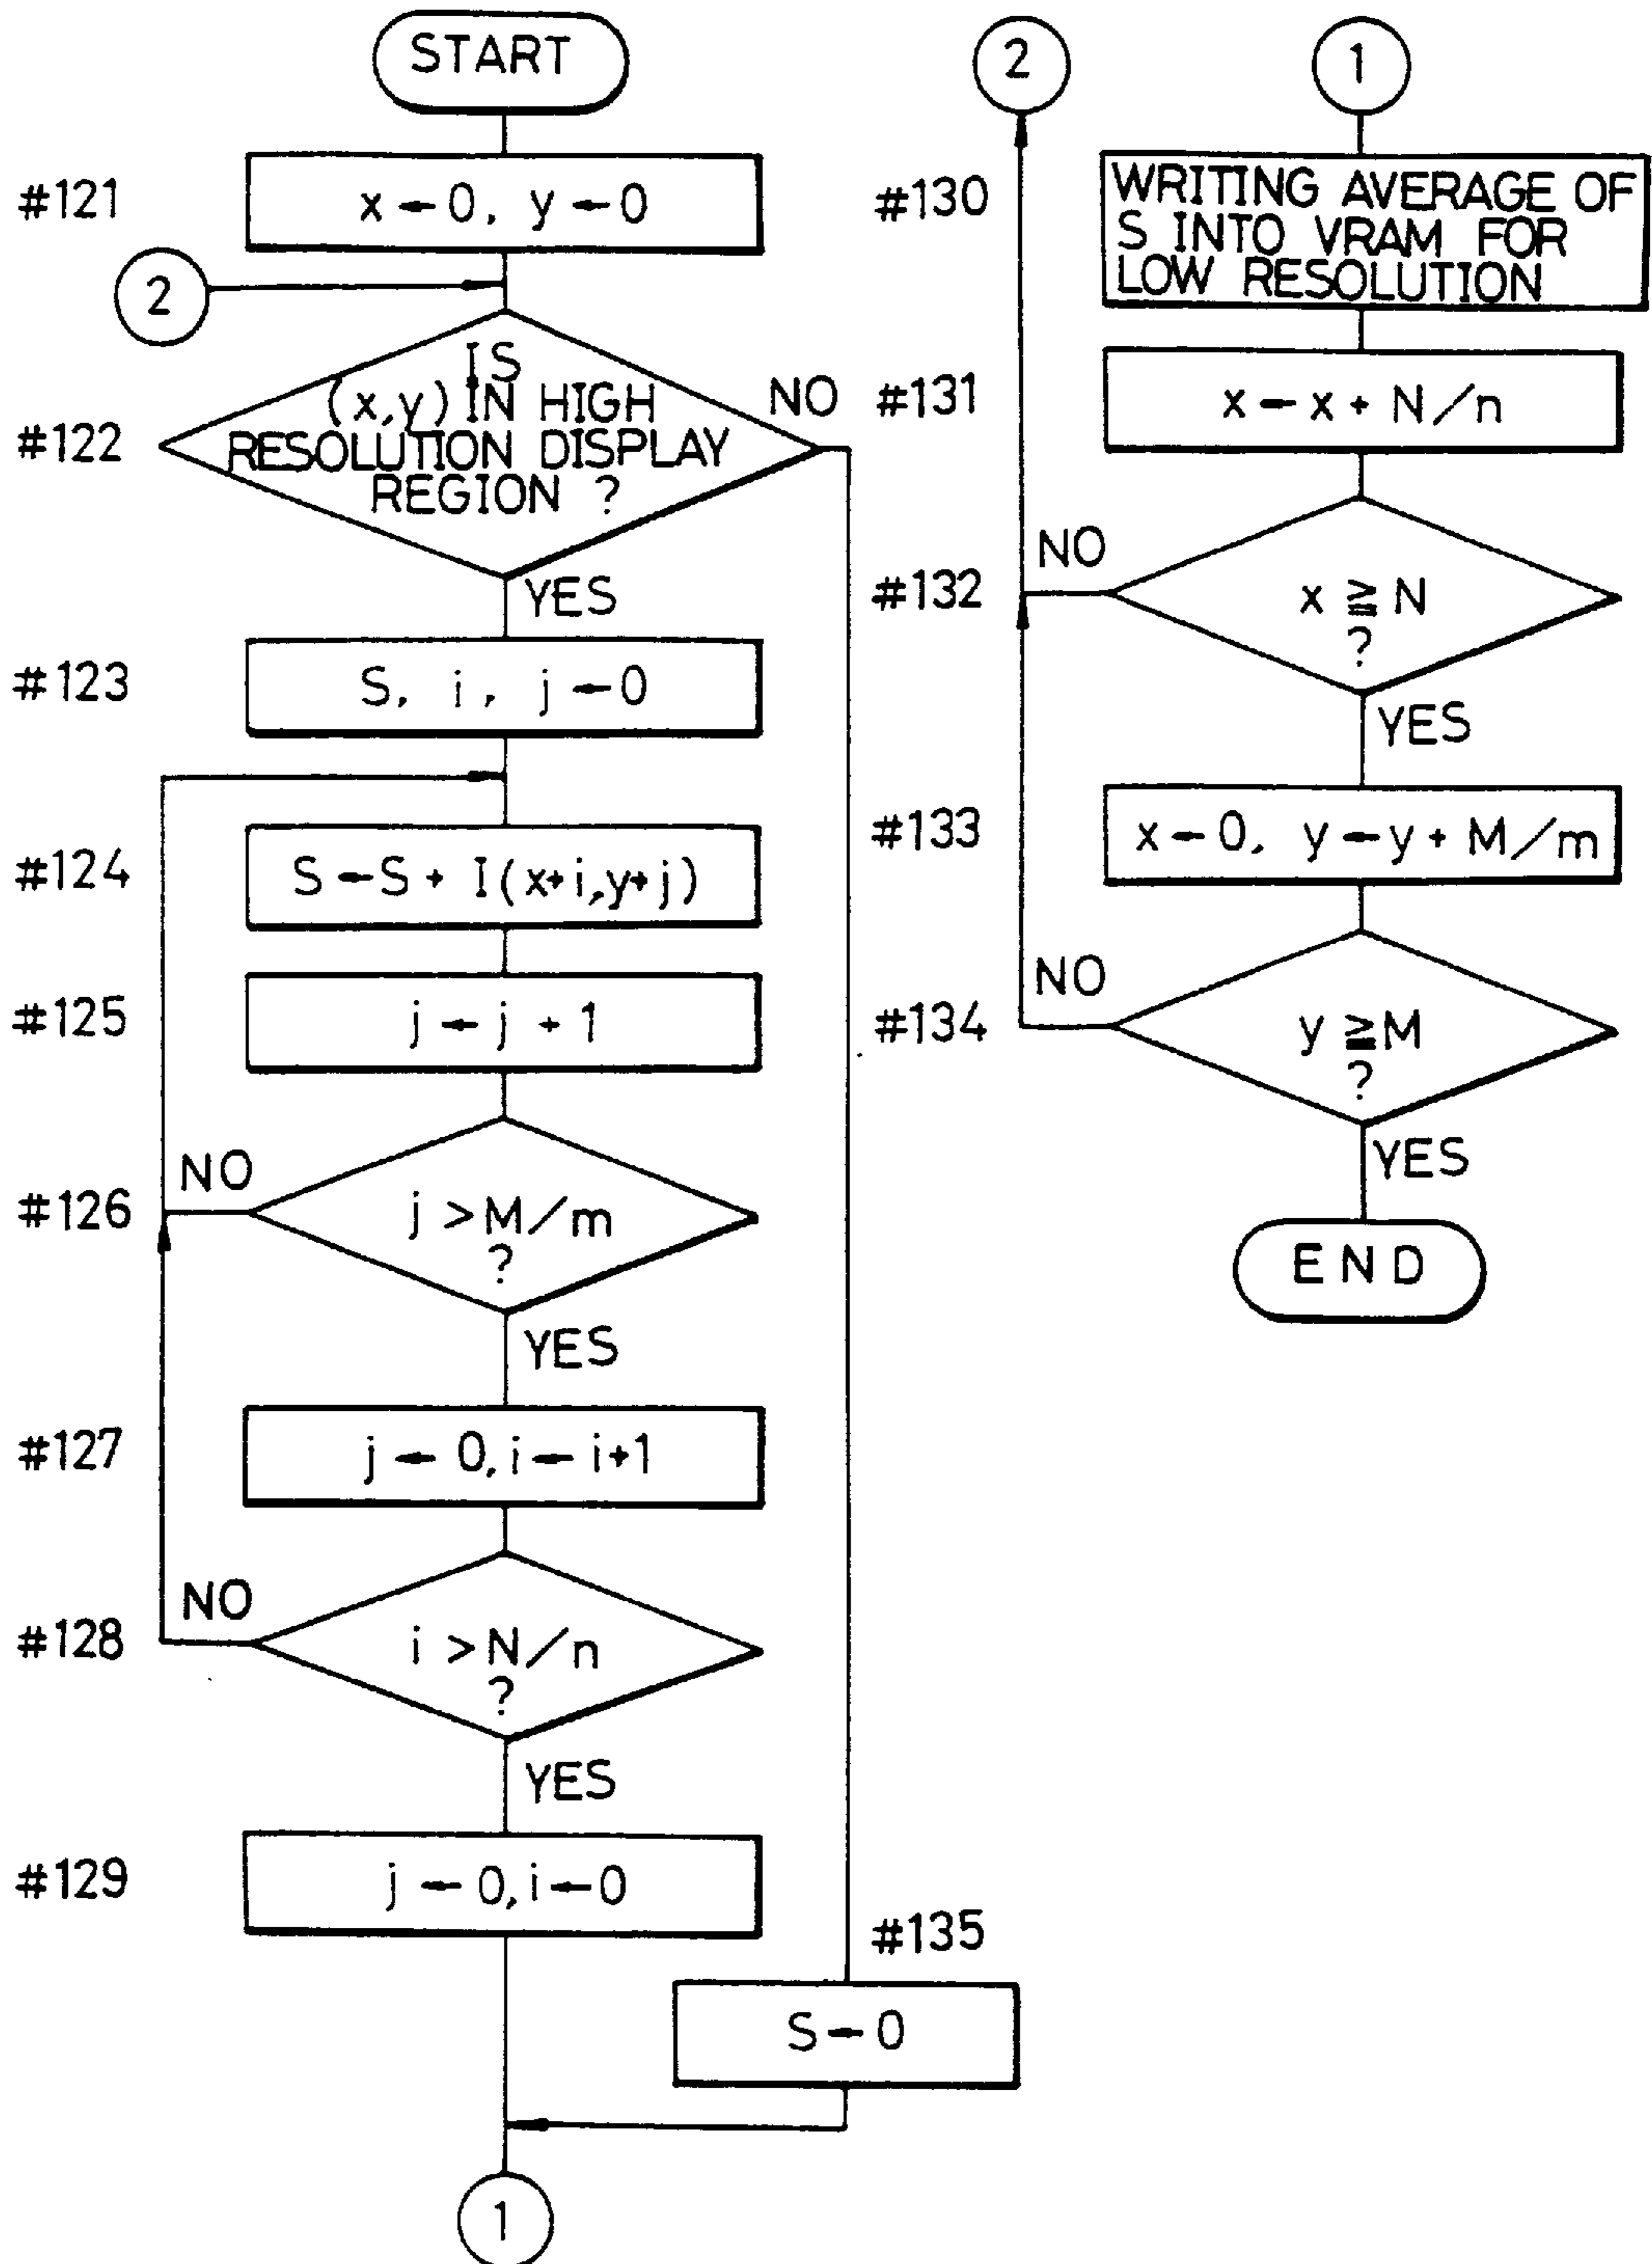 START
#121
x ← 0, y ← 0
2
#122
IS
(x,y) IN HIGH
RESOLUTION DISPLAY
REGION ?
NO
YES
#123
S, i, j ← 0
#124
S ← S + I(x+i,y+j)
#125
j ← j + 1
#126
j > M/m
?
NO
YES
#127
j ← 0, i ← i+1
#128
i > N/n
?
NO
YES
#129
j ← 0, i ← 0
#135
S ← 0
1
2
1
#130
WRITING AVERAGE OF
S INTO VRAM FOR
LOW RESOLUTION
#131
x ← x + N/n
#132
x ≧ N
?
NO
YES
#133
x ← 0, y ← y + M/m
#134
y ≧ M
?
NO
YES
END